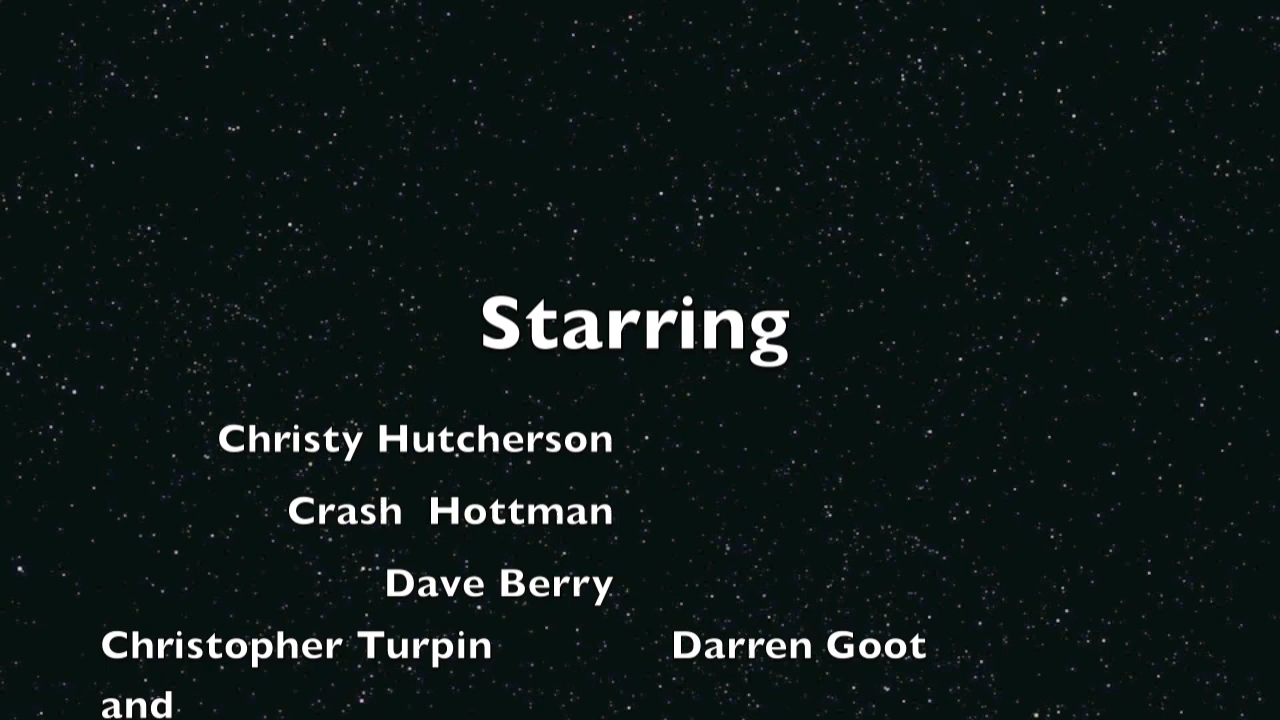 Starring
Christy Hutcherson
Crash  Hottman
Dave Berry
Christopher Turpin Darren Goot
and